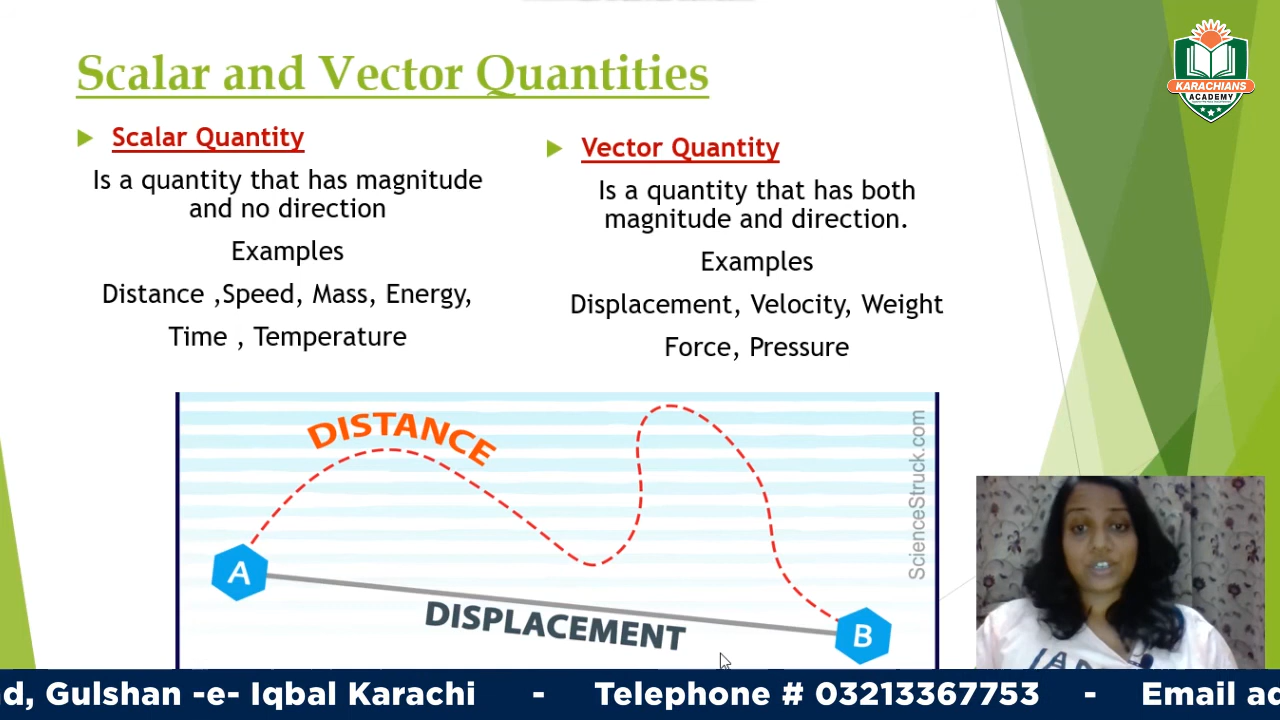 Scalar and Vector Quantities
Scalar Quantity
Is a quantity that has magnitude
and no direction
Examples
Distance ,Speed, Mass, Energy,
Time , Temperature
Vector Quantity
Is a quantity that has both
magnitude and direction.
Examples
Displacement, Velocity, Weight
Force, Pressure
KARACHIANS
ACADEMY
DISTANCE
A
DISPLACEMENT
B
ScienceStruck.com
d, Gulshan -e- Iqbal Karachi - Telephone # 03213367753 - Email ad